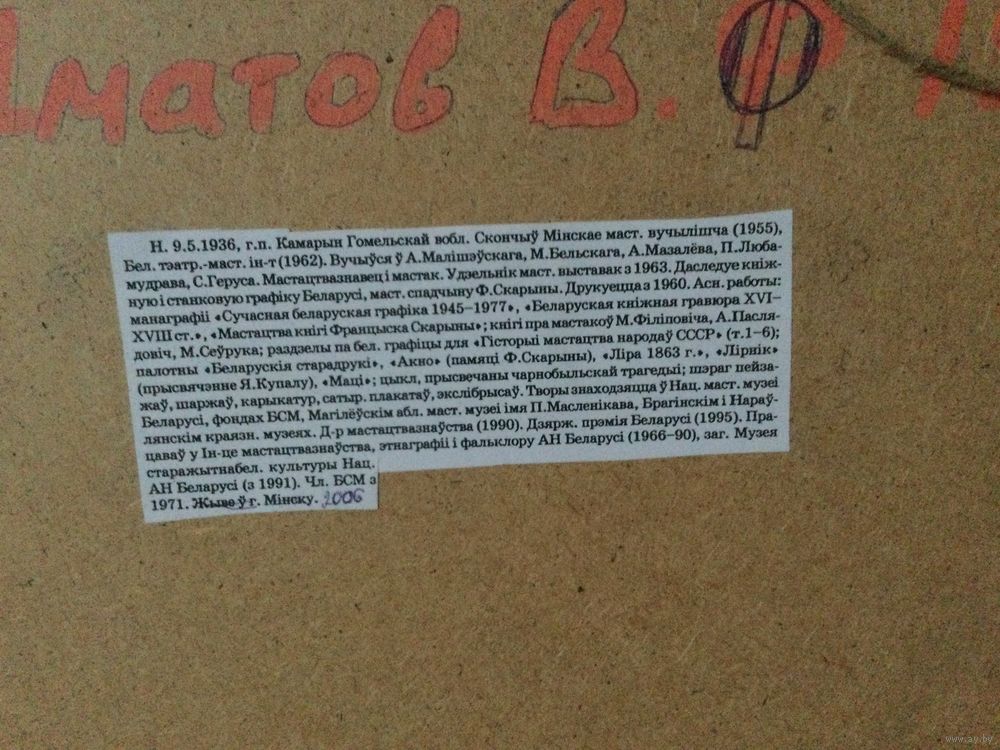 матов В. Ф.
Н. 9.5.1936, г.п. Камарын Гомельскай вобл. Скончыў Мінскае маст. вучылішча (1955),
Бел. тэатр.-маст. ін-т (1962). Вучыўся ў А.Малішэўскага, М.Бельскага, А.Мазалёва, П.Люба-
мудрава, С.Геруса. Мастацтвазнавец і мастак. Удзельнік маст. выставак з 1963. Даследуе кніж-
ную і станковую графіку Беларусі, маст. спадчыну Ф.Скарыны. Друкуецца з 1960. Асн. работы:
манаграфіі «Сучасная беларуская графіка 1945–1977», «Беларуская кніжная гравюра XVI–
XVIII ст.», «Мастацтва кнігі Францыска Скарыны»; кнігі пра мастакоў М.Філіповіча, А.Пасля-
довіч, М.Сеўрука; раздзелы па бел. графіцы для «Гісторыі мастацтва народаў СССР» (т.1–6);
палотны «Беларускія старадрукі», «Акно» (памяці Ф.Скарыны), «Ліра 1863 г.», «Лірнік»
(прысвячэнне Я.Купалу), «Маці»; цыкл, прысвечаны чарнобыльскай трагедыі; шэраг пейза-
жаў, шаржаў, карыкатур, сатыр. плакатаў, экслібрысаў. Творы знаходзяцца ў Нац. маст. музеі
Беларусі, фондах БСМ, Магілёўскім абл. маст. музеі імя П.Масленікава, Брагінскім і Нараў-
лянскім краязн. музеях. Д-р мастацтвазнаўства (1990). Дзярж. прэмія Беларусі (1995). Пра-
цаваў у Ін-це мастацтвазнаўства, этнаграфіі і фальклору АН Беларусі (1966–90), заг. Музея
старажытнабел. культуры Нац.
АН Беларусі (з 1991). Чл. БСМ з
1971. Жыве ў г. Мінску. 2006
www.ay.by